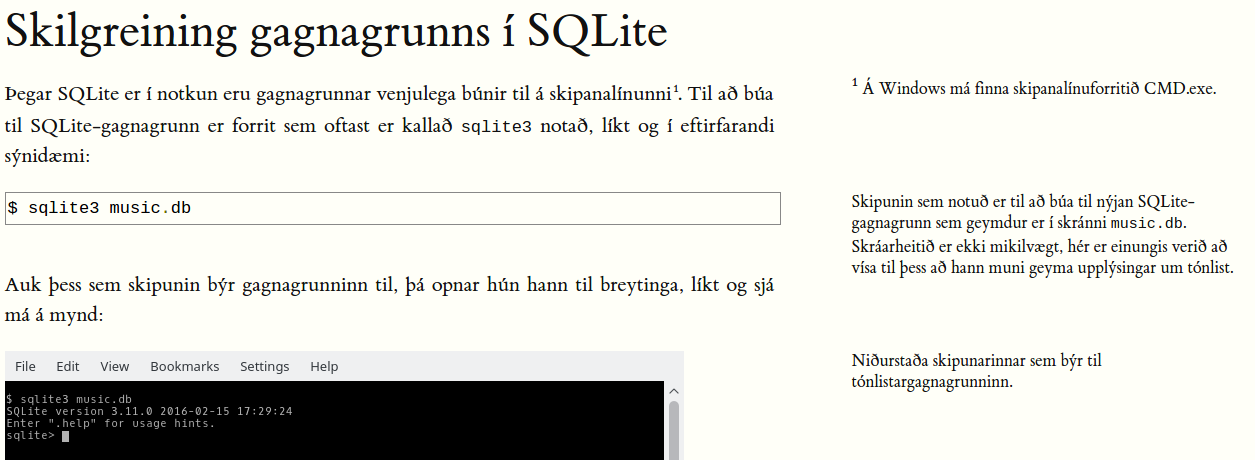 Skilgreining gagnagrunns í SQLite
Þegar SQLite er í notkun eru gagnagrunnar venjulega búnir til á skipanalínunni¹. Til að búa
til SQLite-gagnagrunn er forrit sem oftast er kallað sqlite3 notað, líkt og í eftirfarandi
sýnidæmi:
¹ Á Windows má finna skipanalínuforritið CMD.exe.
$ sqlite3 music.db
Skipunin sem notuð er til að búa til nýjan SQLite-
gagnagrunn sem geymdur er í skránni music.db.
Skráarheitið er ekki mikilvægt, hér er einungis verið að
vísa til þess að hann muni geyma upplýsingar um tónlist.
Auk þess sem skipunin býr gagnagrunninn til, þá opnar hún hann til breytinga, líkt og sjá
má á mynd:
File Edit View Bookmarks Settings Help
$ sqlite3 music.db
SQLite version 3.11.0 2016-02-15 17:29:24
Enter ".help" for usage hints.
sqlite>
Niðurstaða skipunarinnar sem býr til
tónlistargagnagrunninn.